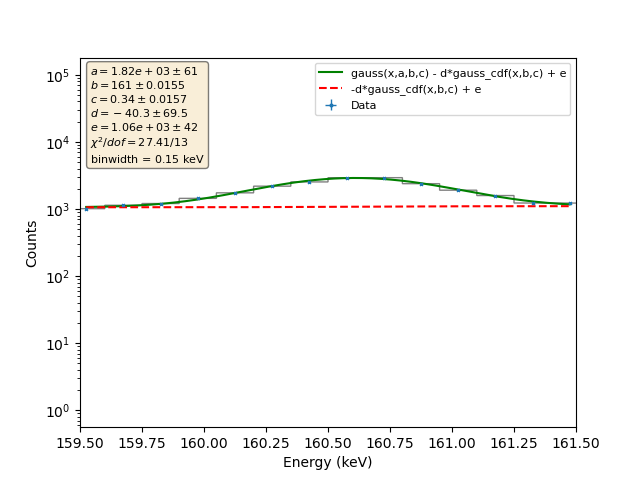 a = 1.82e + 03 ± 61
b = 161 ± 0.0155
c = 0.34 ± 0.0157
d = − 40.3 ± 69.5
e = 1.06e + 03 ± 42
χ²/dof = 27.41/13
binwidth = 0.15 keV
gauss(x,a,b,c) - d*gauss_cdf(x,b,c) + e
-d*gauss_cdf(x,b,c) + e
Data
10⁵
10⁴
10³
10²
10¹
10⁰
Counts
159.50 159.75 160.00 160.25 160.50 160.75 161.00 161.25 161.50
Energy (keV)